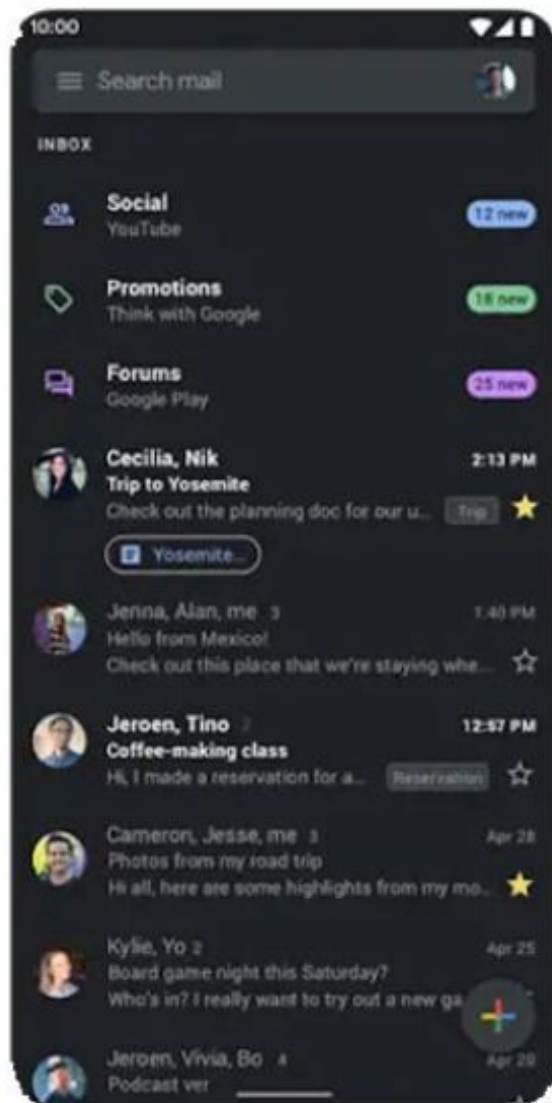 10:00
Search mail
INBOX
Social
YouTube
12 new
Promotions
Think with Google
18 new
Forums
Google Play
25 new
Cecilia, Nik
2:13 PM
Trip to Yosemite
Check out the planning doc for our u...
Trip
Yosemite...
Jenna, Alan, me 3
1:40 PM
Hello from Mexico!
Check out this place that we're staying whe...
Jeroen, Tino 2
12:57 PM
Coffee-making class
Hi, I made a reservation for a...
Reservation
Cameron, Jesse, me 3
Apr 28
Photos from my road trip
Hi all, here are some highlights from my mo...
Kylie, Yo 2
Apr 25
Board game night this Saturday?
Who's in? I really want to try out a new ga
Jeroen, Vivia, Bo 4
Apr 20
Podcast ver